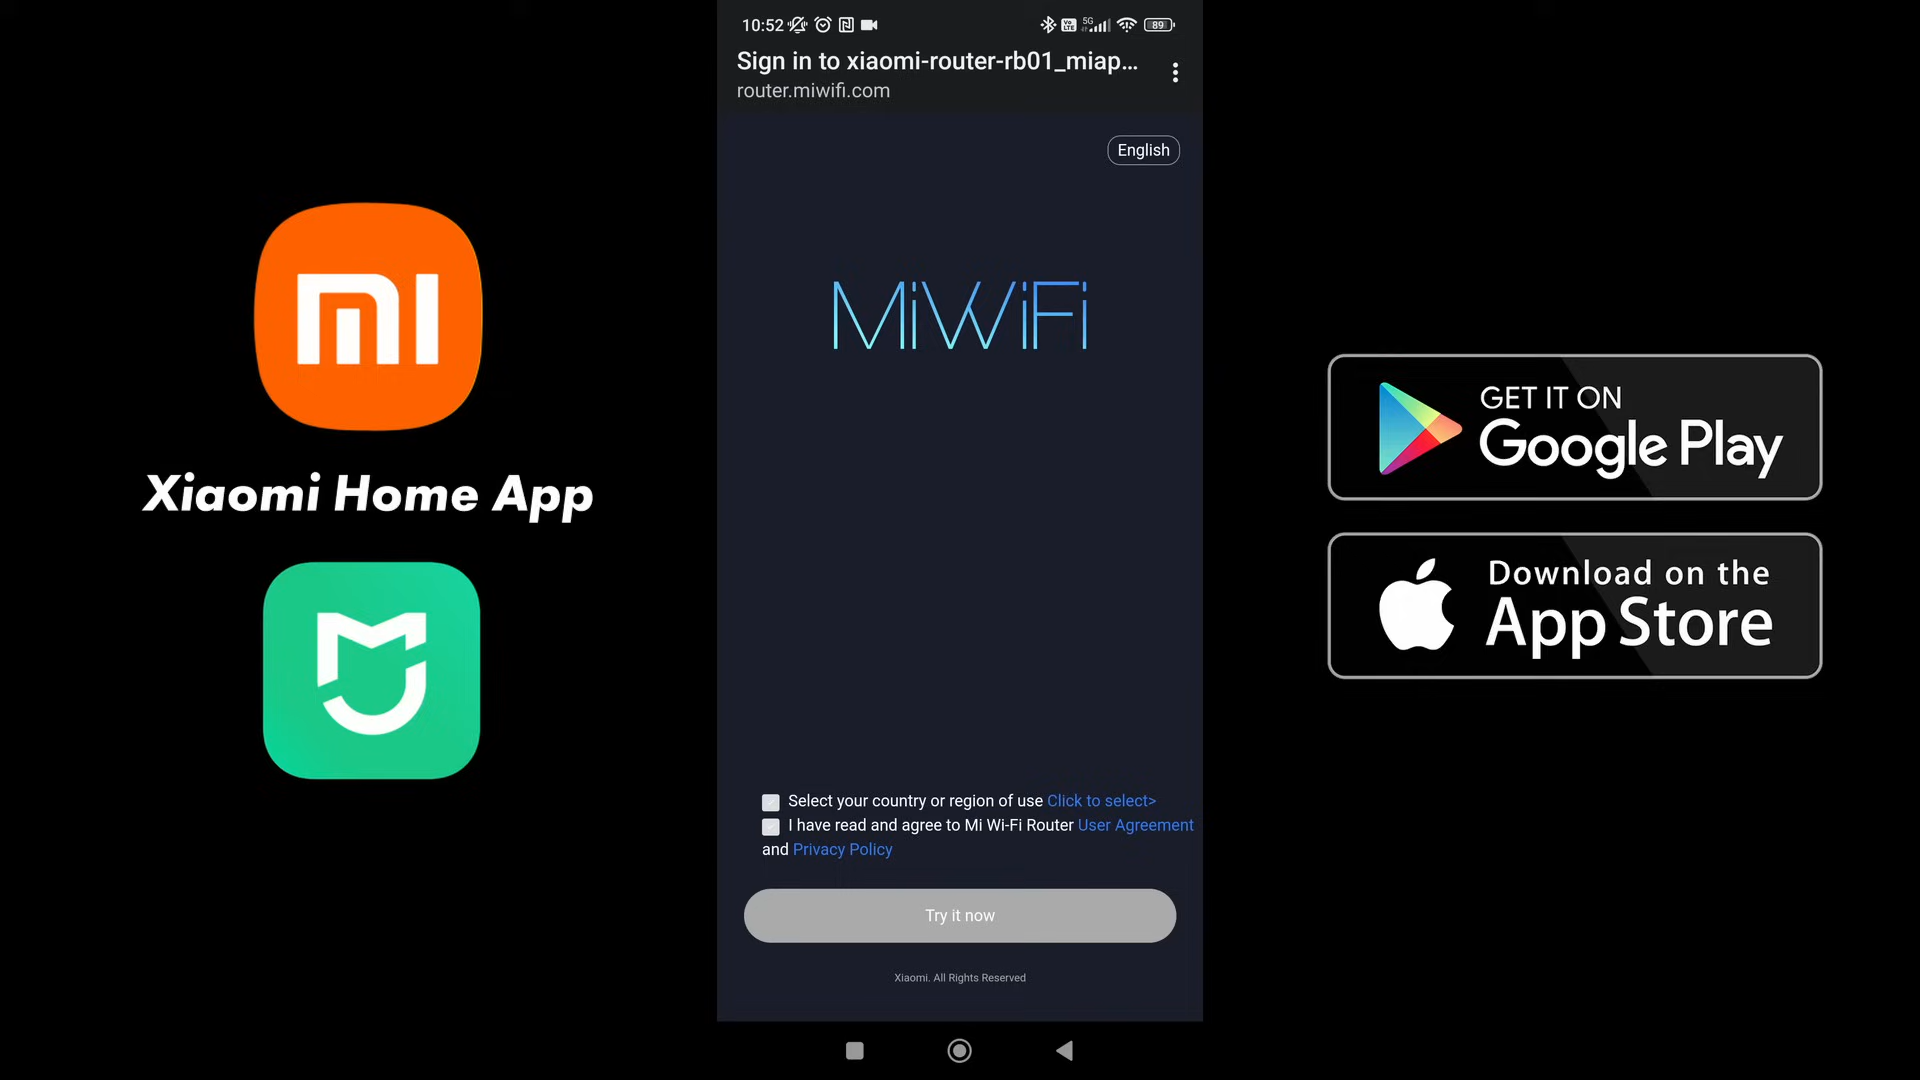 10:52
5G
89
Sign in to xiaomi-router-rb01_miap...
router.miwifi.com
English
MiWiFi
Xiaomi Home App
GET IT ON
Google Play
Download on the
App Store
Select your country or region of use Click to select>
I have read and agree to Mi Wi-Fi Router User Agreement
and Privacy Policy
Try it now
Xiaomi. All Rights Reserved